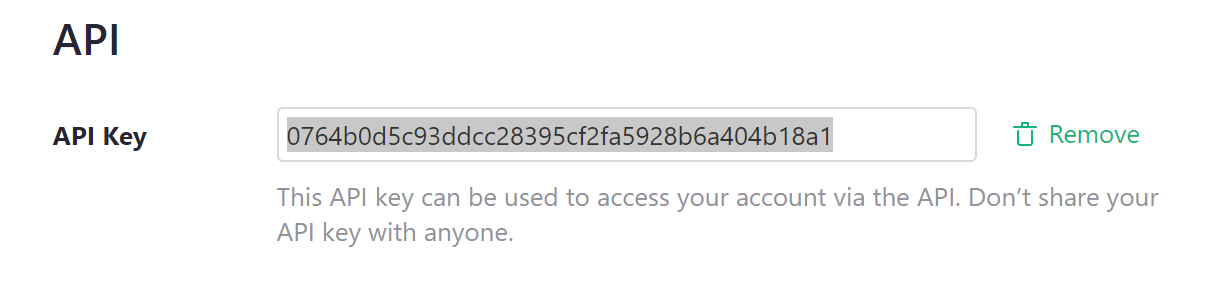 API
API Key
0764b0d5c93ddcc28395cf2fa5928b6a404b18a1
Remove
This API key can be used to access your account via the API. Don’t share your
API key with anyone.